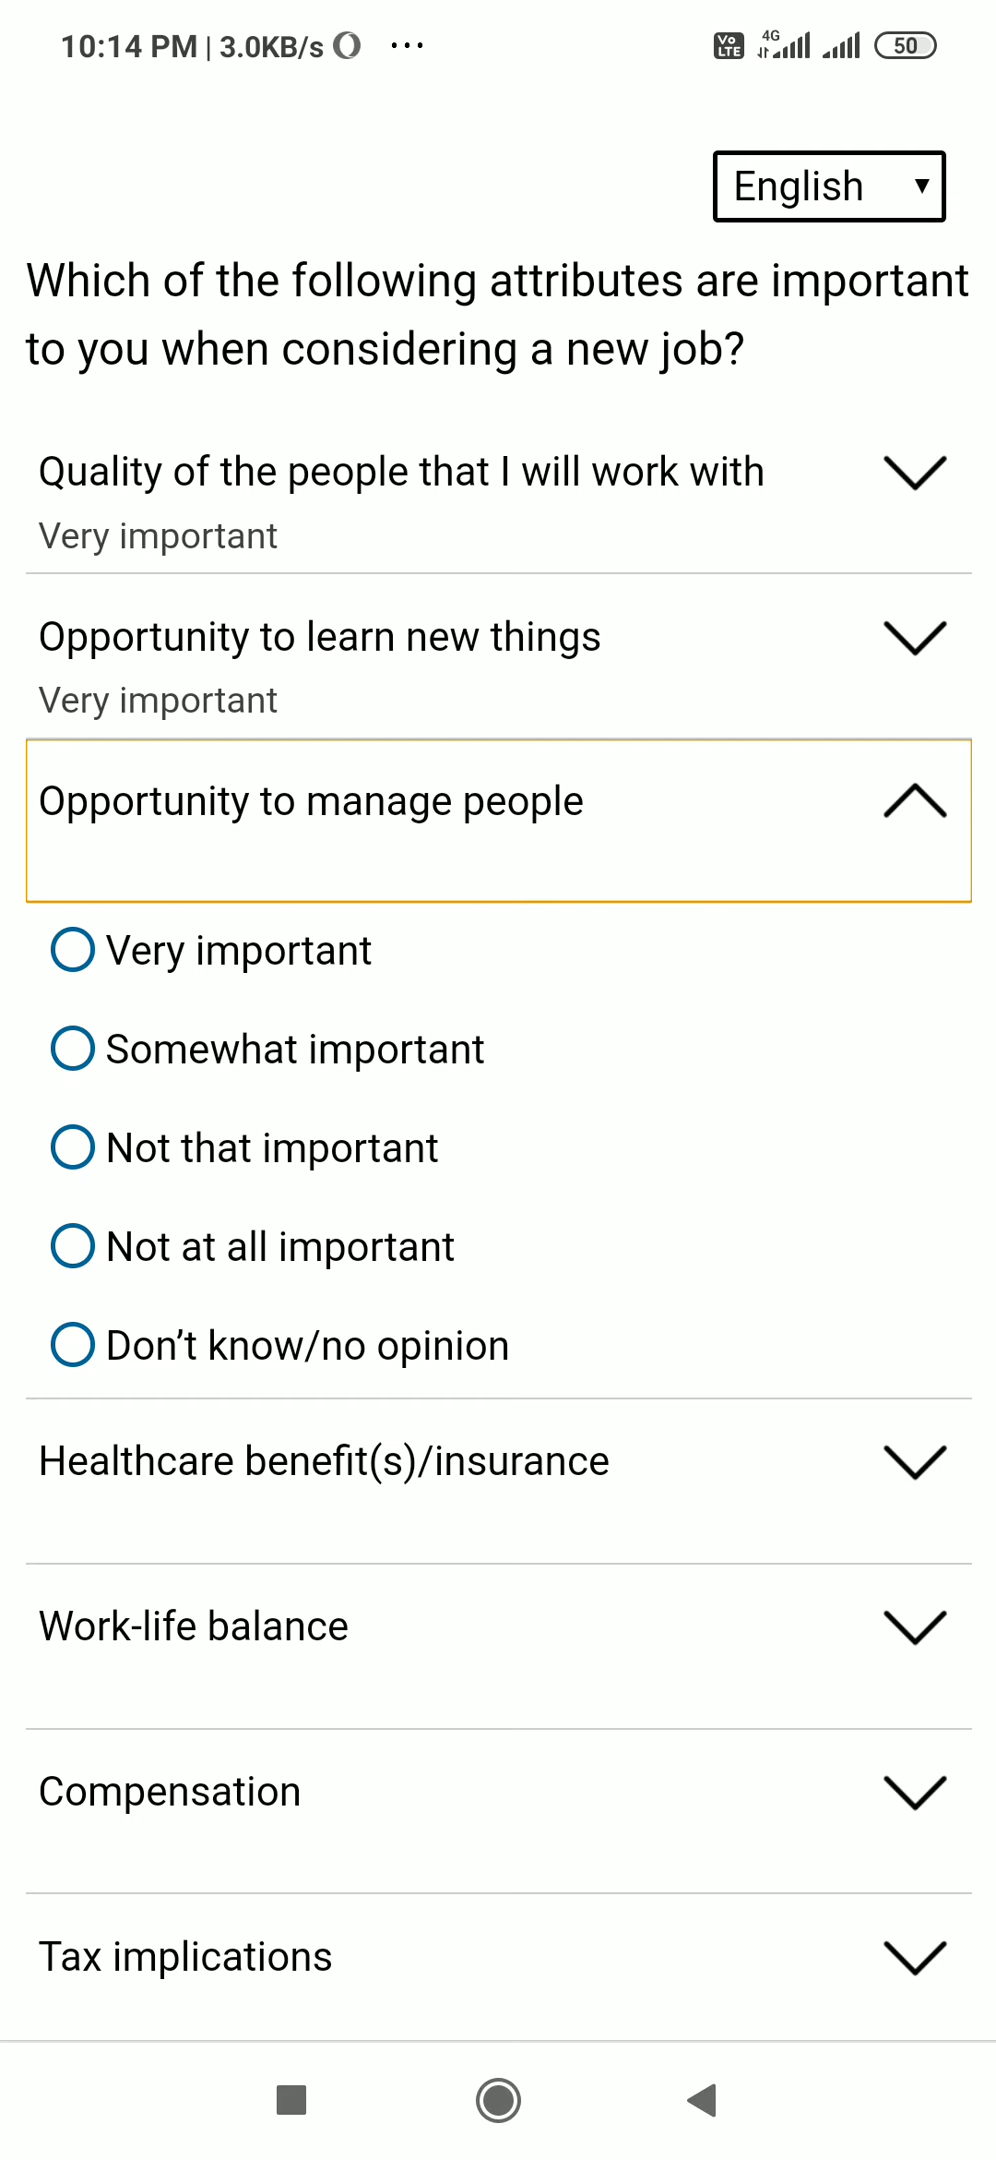 10:14 PM | 3.0KB/s ...
Vo LTE 4G 50
English
Which of the following attributes are important
to you when considering a new job?
Quality of the people that I will work with
Very important
Opportunity to learn new things
Very important
Opportunity to manage people
Very important
Somewhat important
Not that important
Not at all important
Don’t know/no opinion
Healthcare benefit(s)/insurance
Work-life balance
Compensation
Tax implications